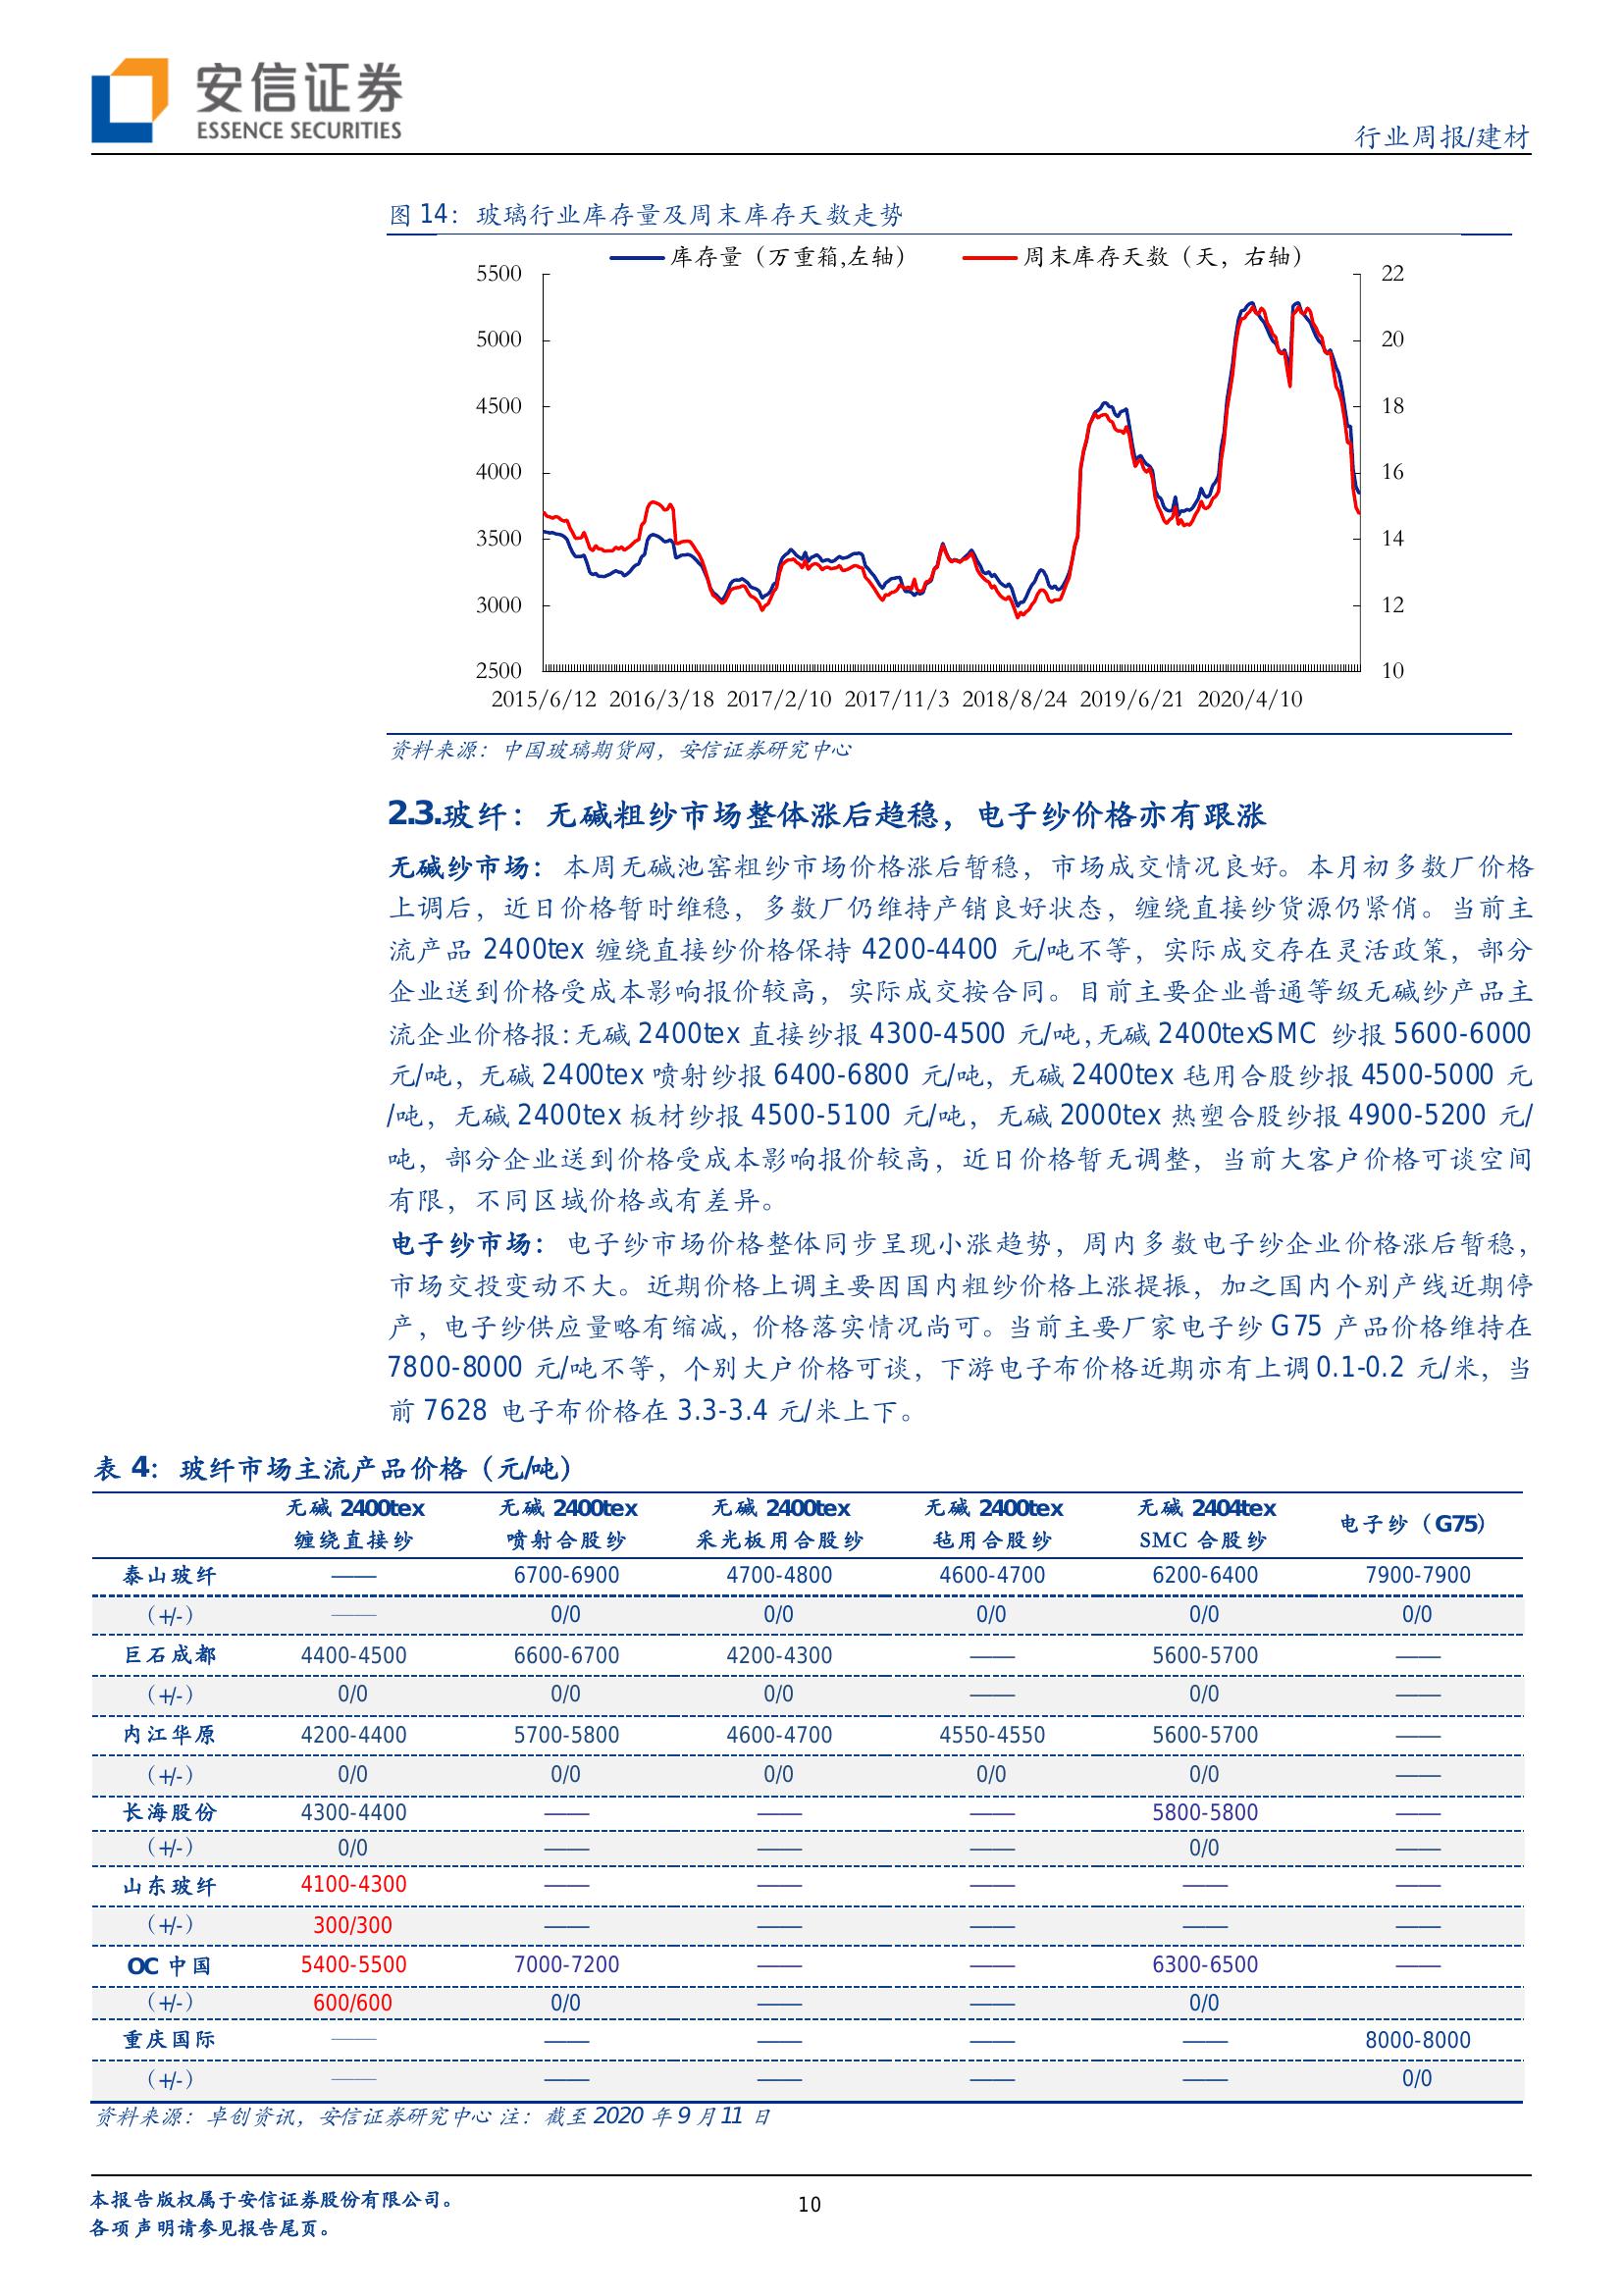 安信证券
ESSENCE SECURITIES
行业周报/建材
图 14：玻璃行业库存量及周末库存天数走势
库存量（万重箱,左轴） 周末库存天数（天，右轴）
5500 22
5000 20
4500 18
4000 16
3500 14
3000 12
2500 10
2015/6/12 2016/3/18 2017/2/10 2017/11/3 2018/8/24 2019/6/21 2020/4/10
资料来源：中国玻璃期货网，安信证券研究中心
2.3.玻纤：无碱粗纱市场整体涨后趋稳，电子纱价格亦有跟涨
无碱纱市场：本周无碱池窑粗纱市场价格涨后暂稳，市场成交情况良好。本月初多数厂价格
上调后，近日价格暂时维稳，多数厂仍维持产销良好状态，缠绕直接纱货源仍紧俏。当前主
流产品 2400tex 缠绕直接纱价格保持 4200-4400 元/吨不等，实际成交存在灵活政策，部分
企业送到价格受成本影响报价较高，实际成交按合同。目前主要企业普通等级无碱纱产品主
流企业价格报：无碱 2400tex 直接纱报 4300-4500 元/吨，无碱 2400texSMC 纱报 5600-6000
元/吨，无碱 2400tex 喷射纱报 6400-6800 元/吨，无碱 2400tex 毡用合股纱报 4500-5000 元
/吨，无碱 2400tex 板材纱报 4500-5100 元/吨，无碱 2000tex 热塑合股纱报 4900-5200 元/
吨，部分企业送到价格受成本影响报价较高，近日价格暂无调整，当前大客户价格可谈空间
有限，不同区域价格或有差异。
电子纱市场：电子纱市场价格整体同步呈现小涨趋势，周内多数电子纱企业价格涨后暂稳，
市场交投变动不大。近期价格上调主要因国内粗纱价格上涨提振，加之国内个别产线近期停
产，电子纱供应量略有缩减，价格落实情况尚可。当前主要厂家电子纱 G75 产品价格维持在
7800-8000 元/吨不等，个别大户价格可谈，下游电子布价格近期亦有上调 0.1-0.2 元/米，当
前 7628 电子布价格在 3.3-3.4 元/米上下。
表 4：玻纤市场主流产品价格（元/吨）
无碱 2400tex 无碱 2400tex 无碱 2400tex 无碱 2400tex 无碱 2404tex 电子纱（G75）
缠绕直接纱 喷射合股纱 采光板用合股纱 毡用合股纱 SMC 合股纱
泰山玻纤 —— 6700-6900 4700-4800 4600-4700 6200-6400 7900-7900
（+/-） —— 0/0 0/0 0/0 0/0 0/0
巨石成都 4400-4500 6600-6700 4200-4300 —— 5600-5700 ——
（+/-） 0/0 0/0 0/0 —— 0/0 ——
内江华原 4200-4400 5700-5800 4600-4700 4550-4550 5600-5700 ——
（+/-） 0/0 0/0 0/0 0/0 0/0 ——
长海股份 4300-4400 —— —— —— 5800-5800 ——
（+/-） 0/0 —— —— —— 0/0 ——
山东玻纤 4100-4300 —— —— —— —— ——
（+/-） 300/300 —— —— —— —— ——
OC 中国 5400-5500 7000-7200 —— —— 6300-6500 ——
（+/-） 600/600 0/0 —— —— 0/0
重庆国际 —— —— —— —— —— 8000-8000
（+/-） —— —— —— —— —— 0/0
资料来源：卓创资讯，安信证券研究中心 注：截至 2020 年 9 月 11 日
本报告版权属于安信证券股份有限公司。
各项声明请参见报告尾页。
10